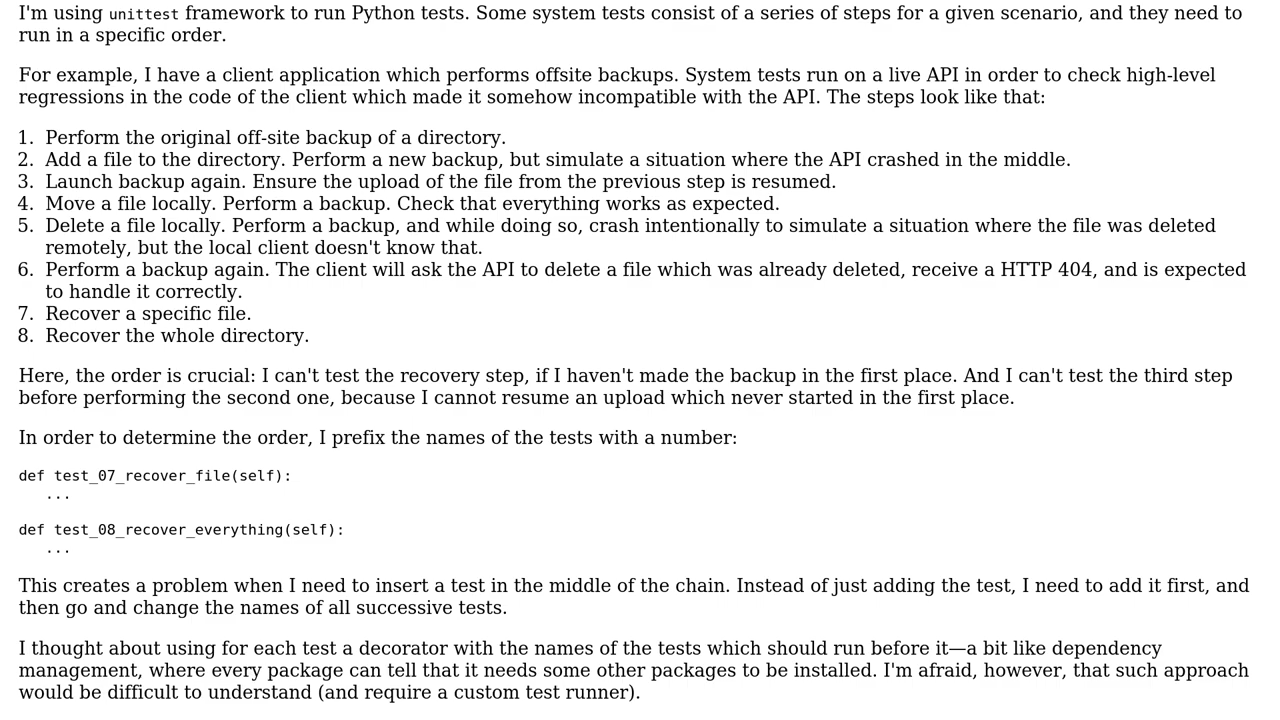 I'm using unittest framework to run Python tests. Some system tests consist of a series of steps for a given scenario, and they need to
run in a specific order.
For example, I have a client application which performs offsite backups. System tests run on a live API in order to check high-level
regressions in the code of the client which made it somehow incompatible with the API. The steps look like that:
1. Perform the original off-site backup of a directory.
2. Add a file to the directory. Perform a new backup, but simulate a situation where the API crashed in the middle.
3. Launch backup again. Ensure the upload of the file from the previous step is resumed.
4. Move a file locally. Perform a backup. Check that everything works as expected.
5. Delete a file locally. Perform a backup, and while doing so, crash intentionally to simulate a situation where the file was deleted
remotely, but the local client doesn't know that.
6. Perform a backup again. The client will ask the API to delete a file which was already deleted, receive a HTTP 404, and is expected
to handle it correctly.
7. Recover a specific file.
8. Recover the whole directory.
Here, the order is crucial: I can't test the recovery step, if I haven't made the backup in the first place. And I can't test the third step
before performing the second one, because I cannot resume an upload which never started in the first place.
In order to determine the order, I prefix the names of the tests with a number:
def test_07_recover_file(self):
...
def test_08_recover_everything(self):
...
This creates a problem when I need to insert a test in the middle of the chain. Instead of just adding the test, I need to add it first, and
then go and change the names of all successive tests.
I thought about using for each test a decorator with the names of the tests which should run before it—a bit like dependency
management, where every package can tell that it needs some other packages to be installed. I'm afraid, however, that such approach
would be difficult to understand (and require a custom test runner).